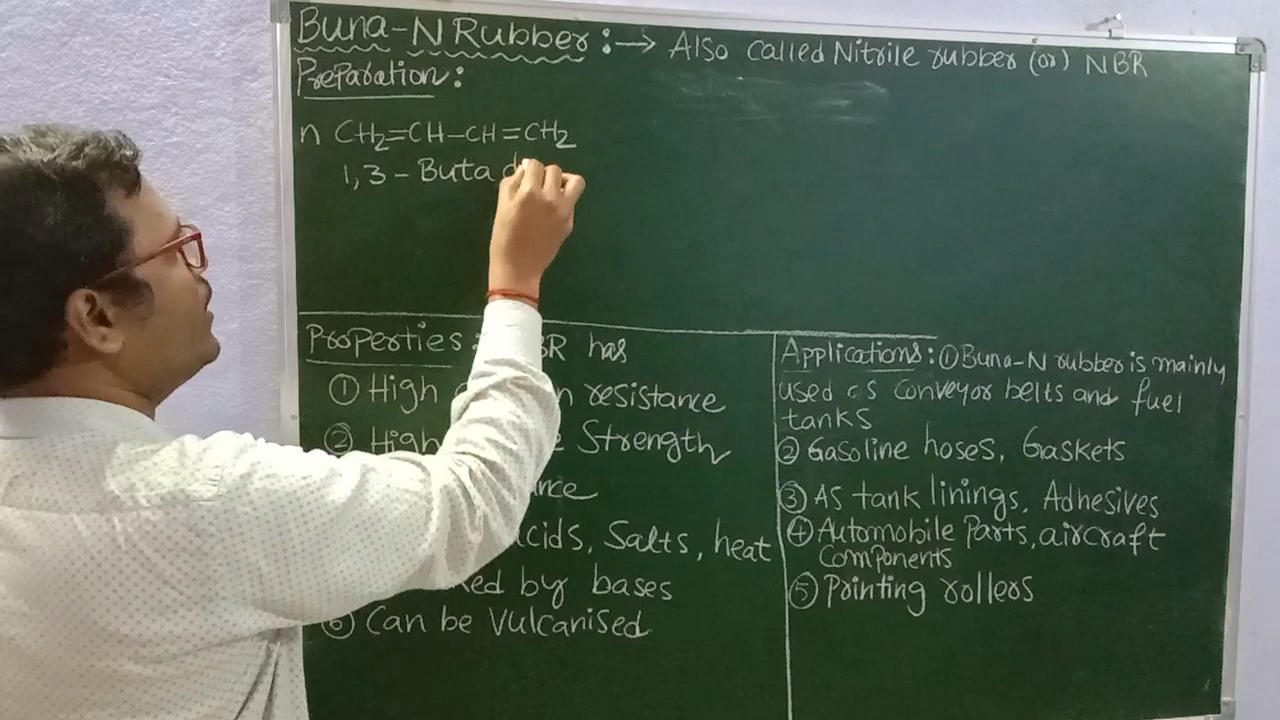 Buna-N Rubber:→ Also called Nitrile rubber (or) NBR
Preparation:
n CH₂=CH–CH=CH₂
1,3 - Buta
Properties: BR has
① High n resistance
② High Strength
acids, Salts, heat
by bases
⑥ Can be Vulcanised
Applications: ① Buna-N rubber is mainly
used as Conveyor belts and fuel
tanks
② Gasoline hoses, Gaskets
③ As tank linings, Adhesives
④ Automobile Parts, aircraft
Components
⑤ Printing rollers